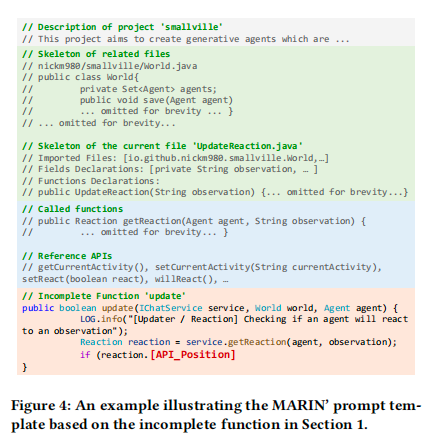 // Description of project 'smallville'
// This project aims to create generative agents which are ...
// Skeleton of related files
// nickm980/smallville/World.java
// public class World{
//        private Set<Agent> agents;
//        public void save(Agent agent)
//        ... omitted for brevity ... }
// ... omitted for brevity...
// Skeleton of the current file 'UpdateReaction.java'
// Imported Files: [io.github.nickm980.smallville.World,…]
// Fields Declarations: [private String observation, … ]
// Functions Declarations:
// public UpdateReaction(String observation) {... omitted for brevity...}
// Called functions
// public Reaction getReaction(Agent agent, String observation) {
//        ... omitted for brevity... }
// Reference APIs
// getCurrentActivity(), setCurrentActivity(String currentActivity),
setReact(boolean react), willReact(), …
// Incomplete Function 'update'
public boolean update(IChatService service, World world, Agent agent) {
LOG.info("[Updater / Reaction] Checking if an agent will react
to an observation");
Reaction reaction = service.getReaction(agent, observation);
if (reaction.[API_Position]
}
Figure 4: An example illustrating the MARIN' prompt tem-
plate based on the incomplete function in Section 1.